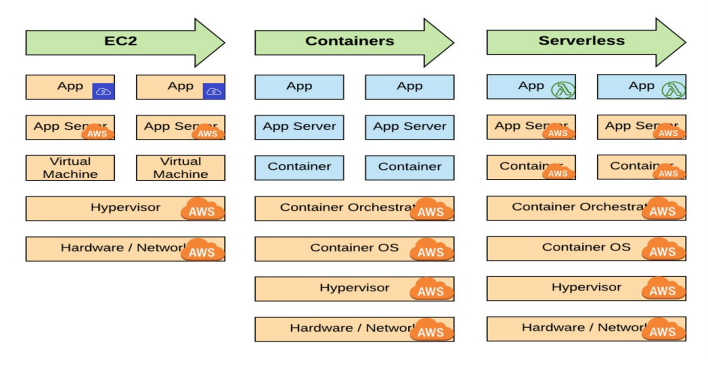 EC2
Containers
Serverless
App
App
App
App
App
App
App Server
AWS
App Server
AWS
App Server
App Server
App Server
AWS
App Server
AWS
Virtual
Machine
Virtual
Machine
Container
Container
Container
AWS
Container
AWS
Hypervisor
AWS
Container Orchestrat
AWS
Container Orchestrat
AWS
Hardware / Network
AWS
Container OS
AWS
Container OS
AWS
Hypervisor
AWS
Hypervisor
AWS
Hardware / Network
AWS
Hardware / Network
AWS